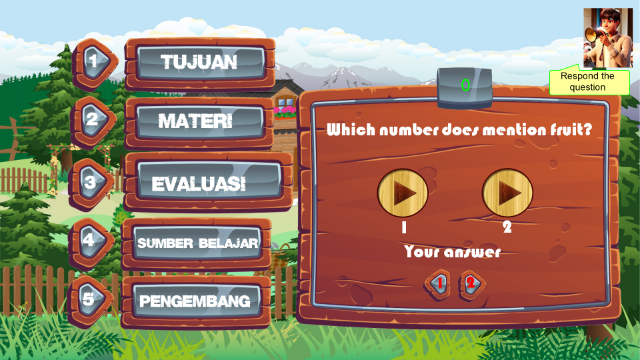 1 TUJUAN
2 MATERI
3 EVALUASI
4 SUMBER BELAJAR
5 PENGEMBANG
Respond the
question
0
Which number does mention fruit?
1 2
Your answer
1 2